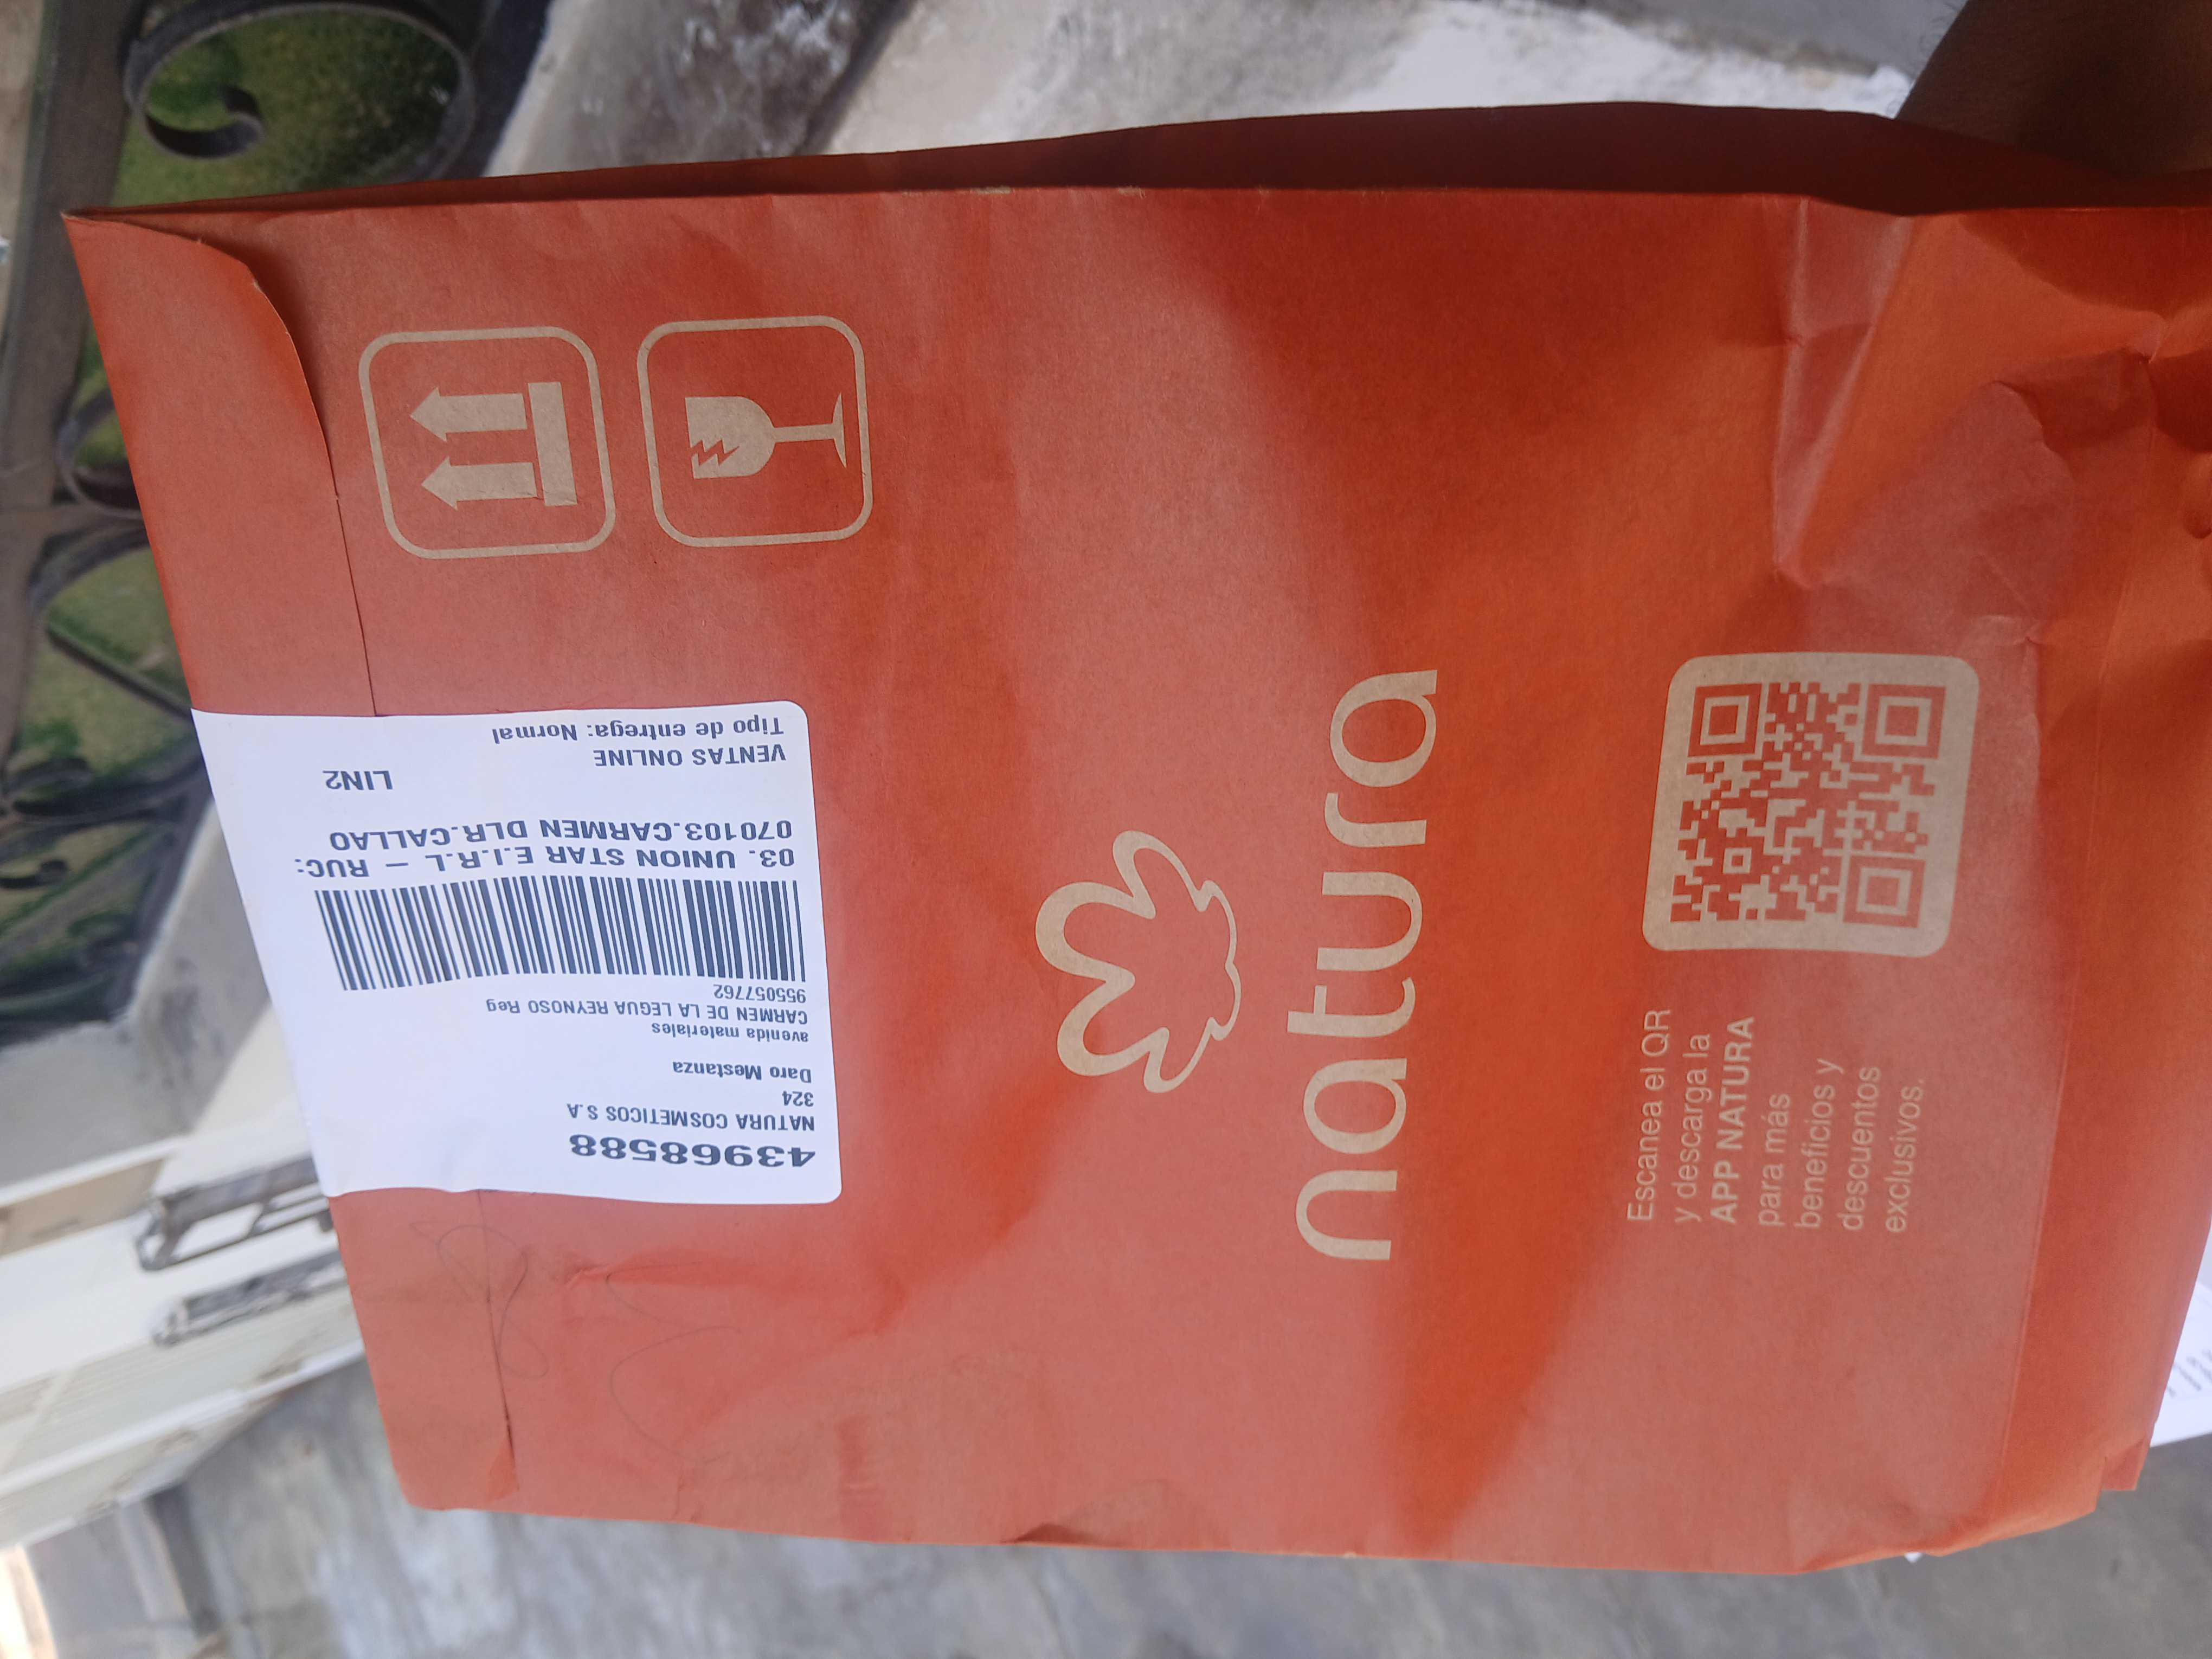 43968588
NATURA COSMETICOS S.A
324
Daro Mestanza
avenida materiales
CARMEN DE LA LEGUA REYNOSO Reg
955057762
03. UNION STAR E.I.R.L - RUC:
070103.CARMEN DLR.CALLAO
LIN2
VENTAS ONLINE
Tipo de entrega: Normal
natura
Escanea el QR
y descarga la
APP NATURA
para más
beneficios y
descuentos
exclusivos.